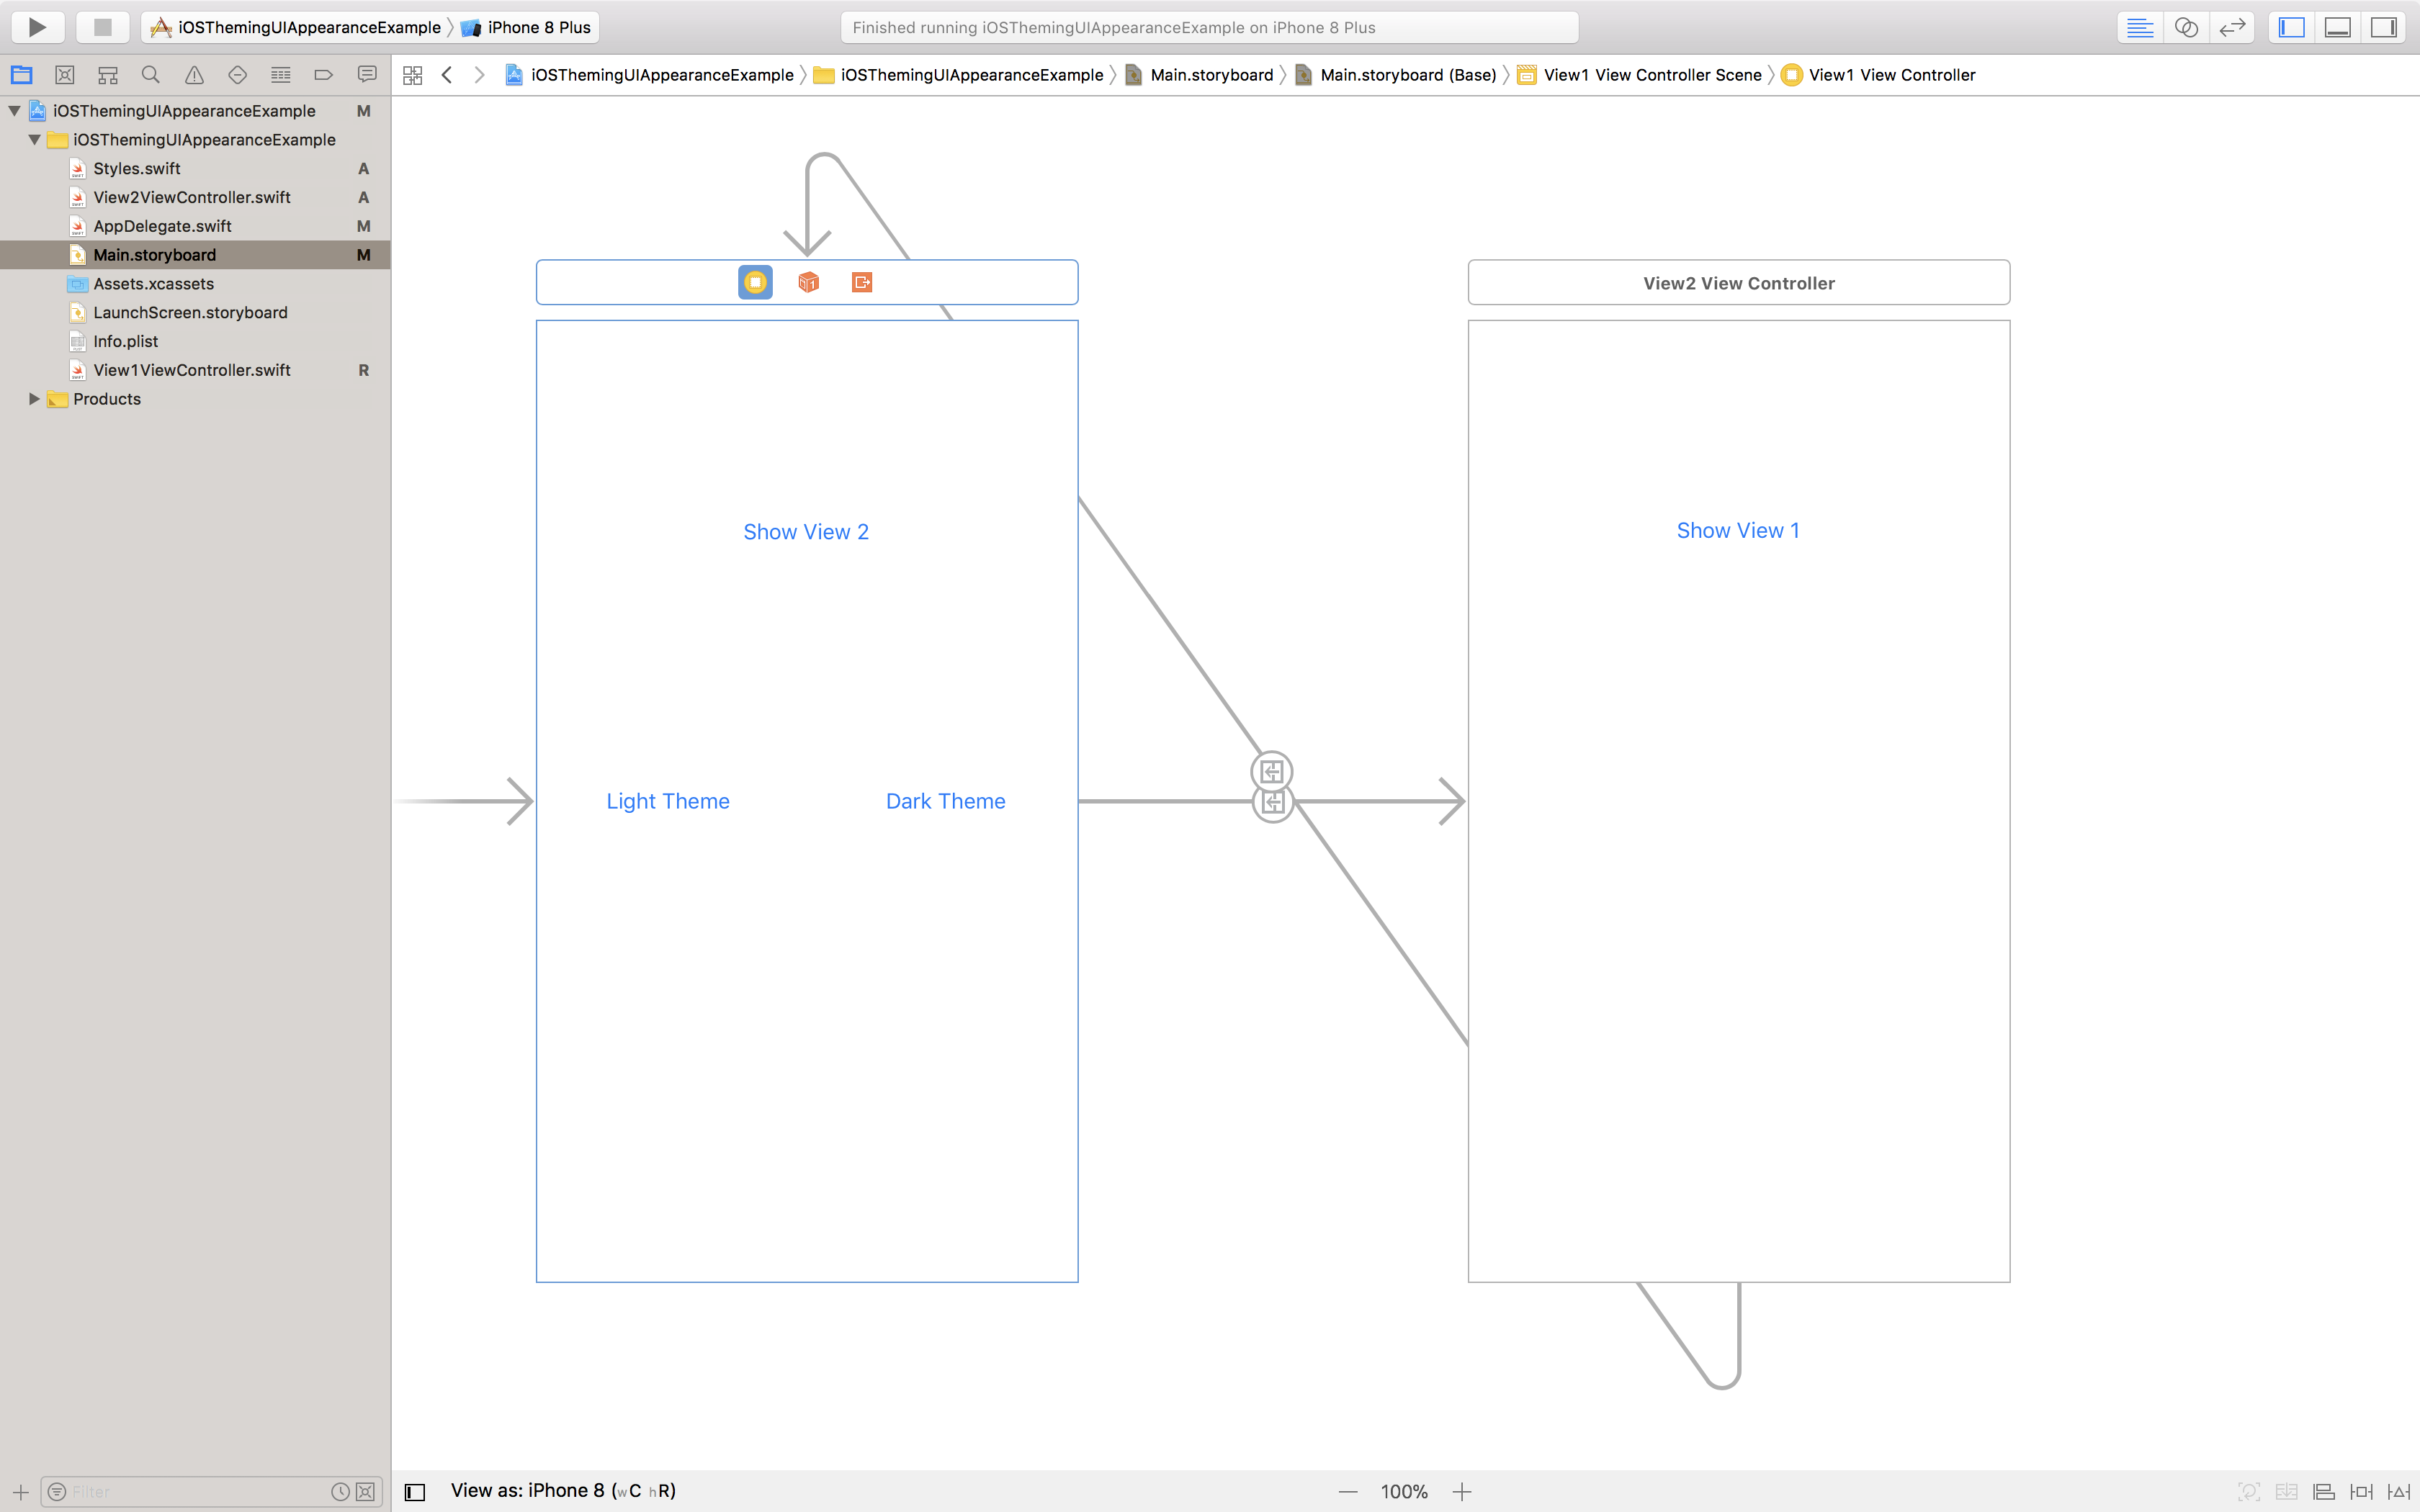 iOSThemingUIAppearanceExample iPhone 8 Plus
Finished running iOSThemingUIAppearanceExample on iPhone 8 Plus
iOSThemingUIAppearanceExample iOSThemingUIAppearanceExample Main.storyboard Main.storyboard (Base) View1 View Controller Scene View1 View Controller
iOSThemingUIAppearanceExample M
iOSThemingUIAppearanceExample
Styles.swift A
View2ViewController.swift A
AppDelegate.swift M
Main.storyboard M
Assets.xcassets
LaunchScreen.storyboard
Info.plist
View1ViewController.swift R
Products
View2 View Controller
Show View 2
Show View 1
Light Theme
Dark Theme
Filter
View as: iPhone 8 (wC hR)
100%